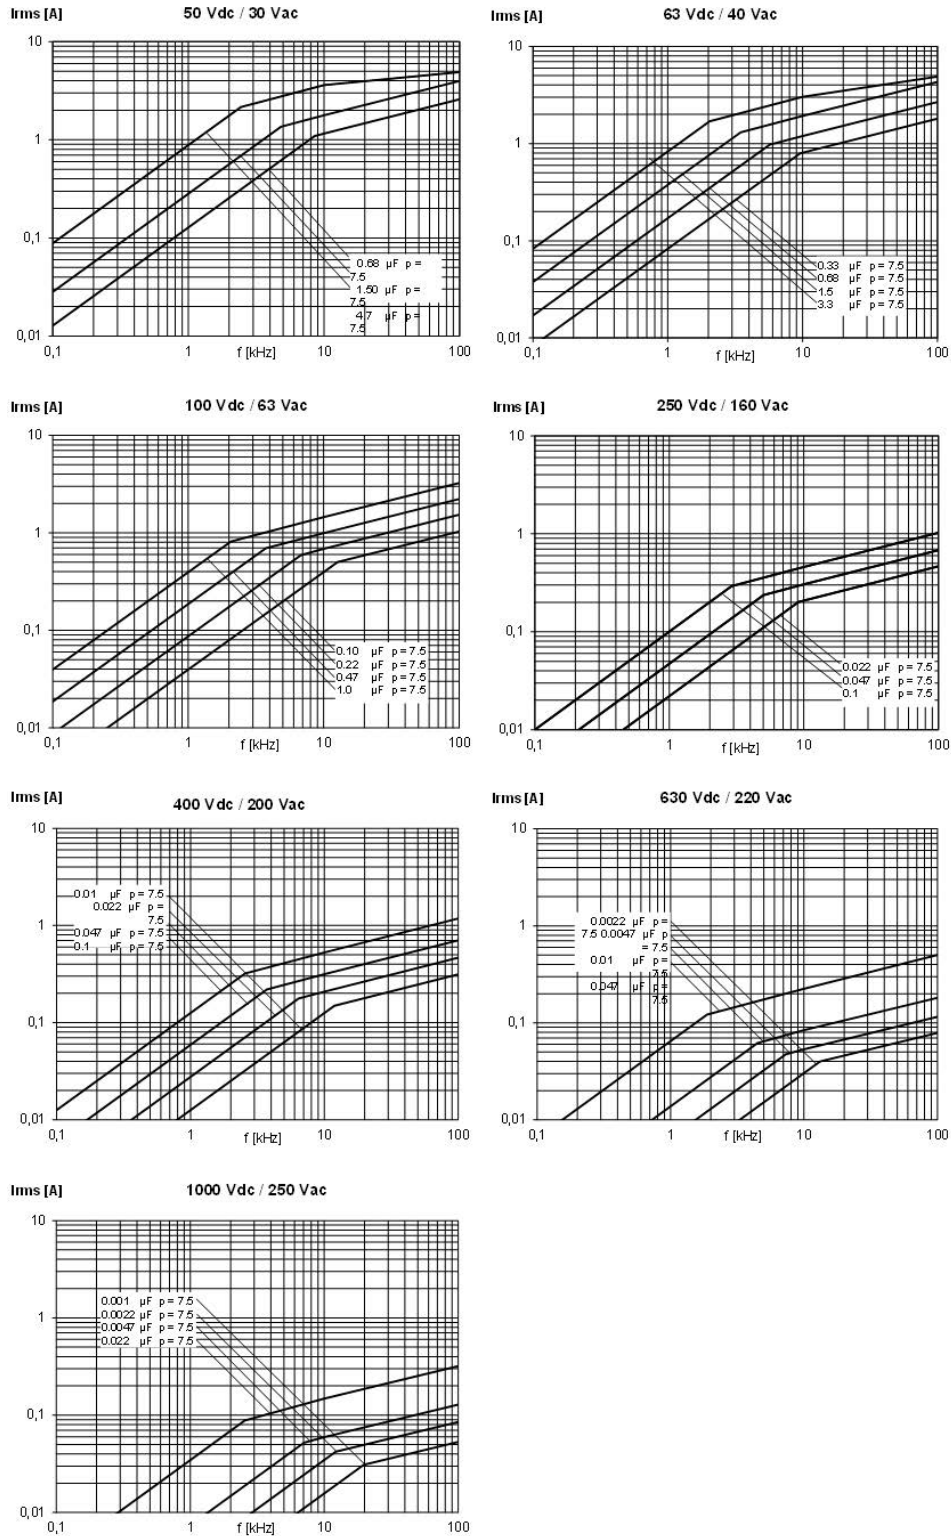 Irms [A] 50 Vdc / 30 Vac
10
1
0,1
0.68 µF p =
7.5
1.50 µF p =
7.5
4.7 µF p =
7.5
0,01
0,1 1 10 100
f [kHz]
Irms [A] 63 Vdc / 40 Vac
10
1
0,1
0.33 µF p = 7.5
0.68 µF p = 7.5
1.5 µF p = 7.5
3.3 µF p = 7.5
0,01
0,1 1 10 100
f [kHz]
Irms [A] 100 Vdc / 63 Vac
10
1
0,1
0.10 µF p = 7.5
0.22 µF p = 7.5
0.47 µF p = 7.5
1.0 µF p = 7.5
0,01
0,1 1 10 100
f [kHz]
Irms [A] 250 Vdc / 160 Vac
10
1
0,1
0.022 µF p = 7.5
0.047 µF p = 7.5
0.1 µF p = 7.5
0,01
0,1 1 10 100
f [kHz]
Irms [A] 400 Vdc / 200 Vac
10
0.01 µF p = 7.5
0.022 µF p =
7.5
1
0.047 µF p = 7.5
0.1 µF p = 7.5
0,1
0,01
0,1 1 10 100
f [kHz]
Irms [A] 630 Vdc / 220 Vac
10
0.0022 µF p =
1
7.5 0.0047 µF p
= 7.5
0.01 µF p =
7.5
0.047 µF p =
7.5
0,1
0,01
0,1 1 10 100
f [kHz]
Irms [A] 1000 Vdc / 250 Vac
10
0.001 µF p = 7.5
0.0022 µF p = 7.5
1
0.0047 µF p = 7.5
0.022 µF p = 7.5
0,1
0,01
0,1 1 10 100
f [kHz]